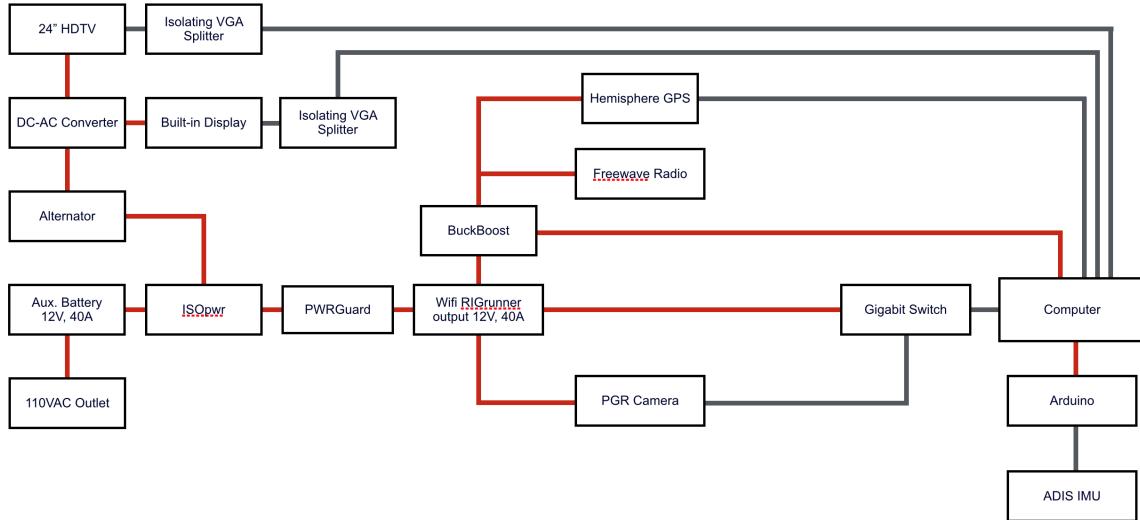 24” HDTV
Isolating VGA
Splitter
Hemisphere GPS
DC-AC Converter
Built-in Display
Isolating VGA
Splitter
Freewave Radio
Alternator
BuckBoost
Aux. Battery
12V, 40A
ISOpwr
PWRGuard
Wifi RIGrunner
output 12V, 40A
Gigabit Switch
Computer
110VAC Outlet
PGR Camera
Arduino
ADIS IMU